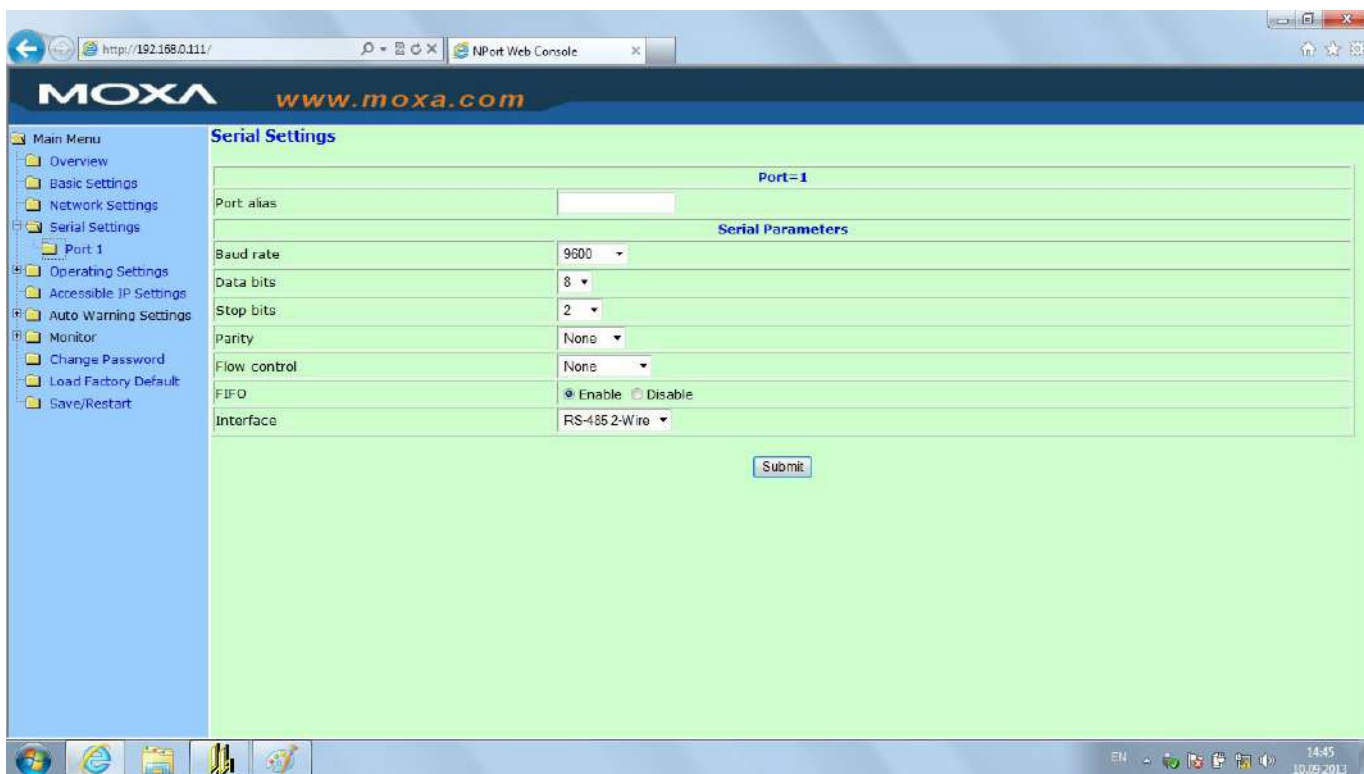 http://192.168.0.111/
NPort Web Console
MOXA www.moxa.com
Main Menu
Overview
Basic Settings
Network Settings
Serial Settings
Port 1
Operating Settings
Accessible IP Settings
Auto Warning Settings
Monitor
Change Password
Load Factory Default
Save/Restart
Serial Settings
Port=1
Port alias
Serial Parameters
Baud rate 9600
Data bits 8
Stop bits 2
Parity None
Flow control None
FIFO Enable Disable
Interface RS-485 2-Wire
Submit
EN 14:45
10.09.2013